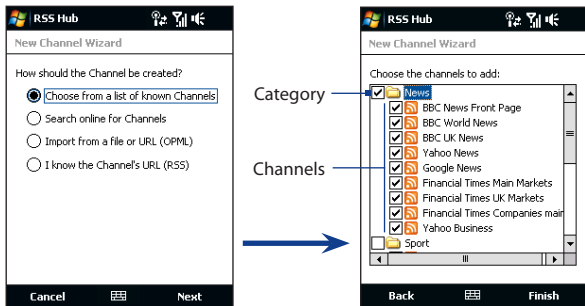 RSS Hub
New Channel Wizard
How should the Channel be created?
Choose from a list of known Channels
Search online for Channels
Import from a file or URL (OPML)
I know the Channel's URL (RSS)
Cancel
Next
Category
Channels
RSS Hub
New Channel Wizard
Choose the channels to add:
News
BBC News Front Page
BBC World News
BBC UK News
Yahoo News
Google News
Financial Times Main Markets
Financial Times UK Markets
Financial Times Companies mair
Yahoo Business
Sport
Back
Finish